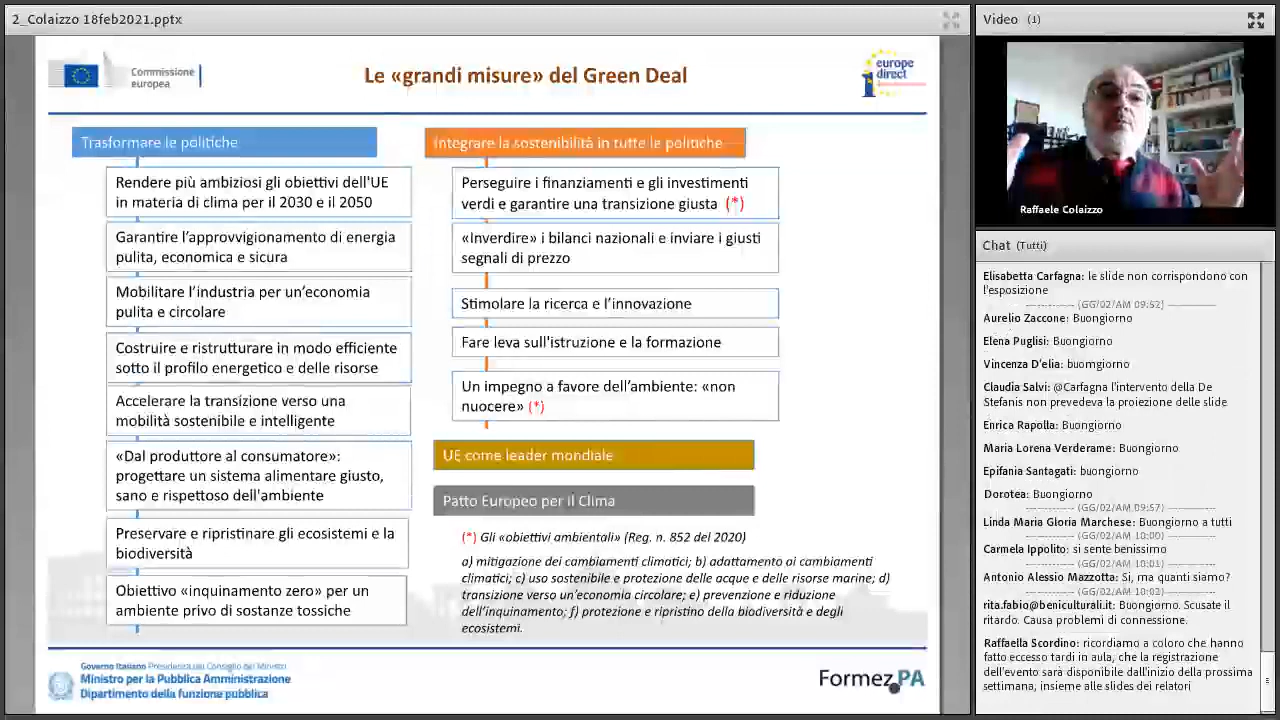 2_Colaizzo 18feb2021.pptx
Commissione
europea
Le «grandi misure» del Green Deal
europe
direct
Trasformare le politiche
Rendere più ambiziosi gli obiettivi dell'UE
in materia di clima per il 2030 e il 2050
Garantire l'approvvigionamento di energia
pulita, economica e sicura
Mobilitare l'industria per un'economia
pulita e circolare
Costruire e ristrutturare in modo efficiente
sotto il profilo energetico e delle risorse
Accelerare la transizione verso una
mobilità sostenibile e intelligente
«Dal produttore al consumatore»:
progettare un sistema alimentare giusto,
sano e rispettoso dell'ambiente
Preservare e ripristinare gli ecosistemi e la
biodiversità
Obiettivo «inquinamento zero» per un
ambiente privo di sostanze tossiche
Integrare la sostenibilità in tutte le politiche
Perseguire i finanziamenti e gli investimenti
verdi e garantire una transizione giusta (*)
«Inverdire» i bilanci nazionali e inviare i giusti
segnali di prezzo
Stimolare la ricerca e l'innovazione
Fare leva sull'istruzione e la formazione
Un impegno a favore dell'ambiente: «non
nuocere» (*)
UE come leader mondiale
Patto Europeo per il Clima
(*) Gli «obiettivi ambientali» (Reg. n. 852 del 2020)
a) mitigazione dei cambiamenti climatici; b) adattamento ai cambiamenti
climatici; c) uso sostenibile e protezione delle acque e delle risorse marine; d)
transizione verso un'economia circolare; e) prevenzione e riduzione
dell'inquinamento; f) protezione e ripristino della biodiversità e degli
ecosistemi.
Governo Italiano Presidenza del Consiglio dei Ministri
Ministro per la Pubblica Amministrazione
Dipartimento della funzione pubblica
Formez PA
Video (1)
Raffaele Colaizzo
Chat (Tutti)
Elisabetta Carfagna: le slide non corrispondono con
l'esposizione
(GG/02/AM 09:52)
Aurelio Zaccone: Buongiorno
Elena Puglisi: Buongiorno
Vincenza D'elia: buomgiorno
Claudia Salvi: @Carfagna l'intervento della De
Stefanis non prevedeva la proiezione delle slide
Enrica Rapolla: Buongiorno
Maria Lorena Verderame: Buongiorno
Epifania Santagati: buongiorno
Dorotea: Buongiorno
(GG/02/AM 09:57)
Linda Maria Gloria Marchese: Buongiorno a tutti
(GG/02/AM 10:00)
Carmela Ippolito: si sente benissimo
(GG/02/AM 10:01)
Antonio Alessio Mazzotta: Si, ma quanti siamo?
(GG/02/AM 10:02)
rita.fabio@beniculturali.it: Buongiorno. Scusate il
ritardo. Causa problemi di connessione.
Raffaella Scordino: ricordiamo a coloro che hanno
fatto eccesso tardi in aula, che la registrazione
dell'evento sarà disponibile dall'inizio della prossima
settimana, insieme alle slides dei relatori